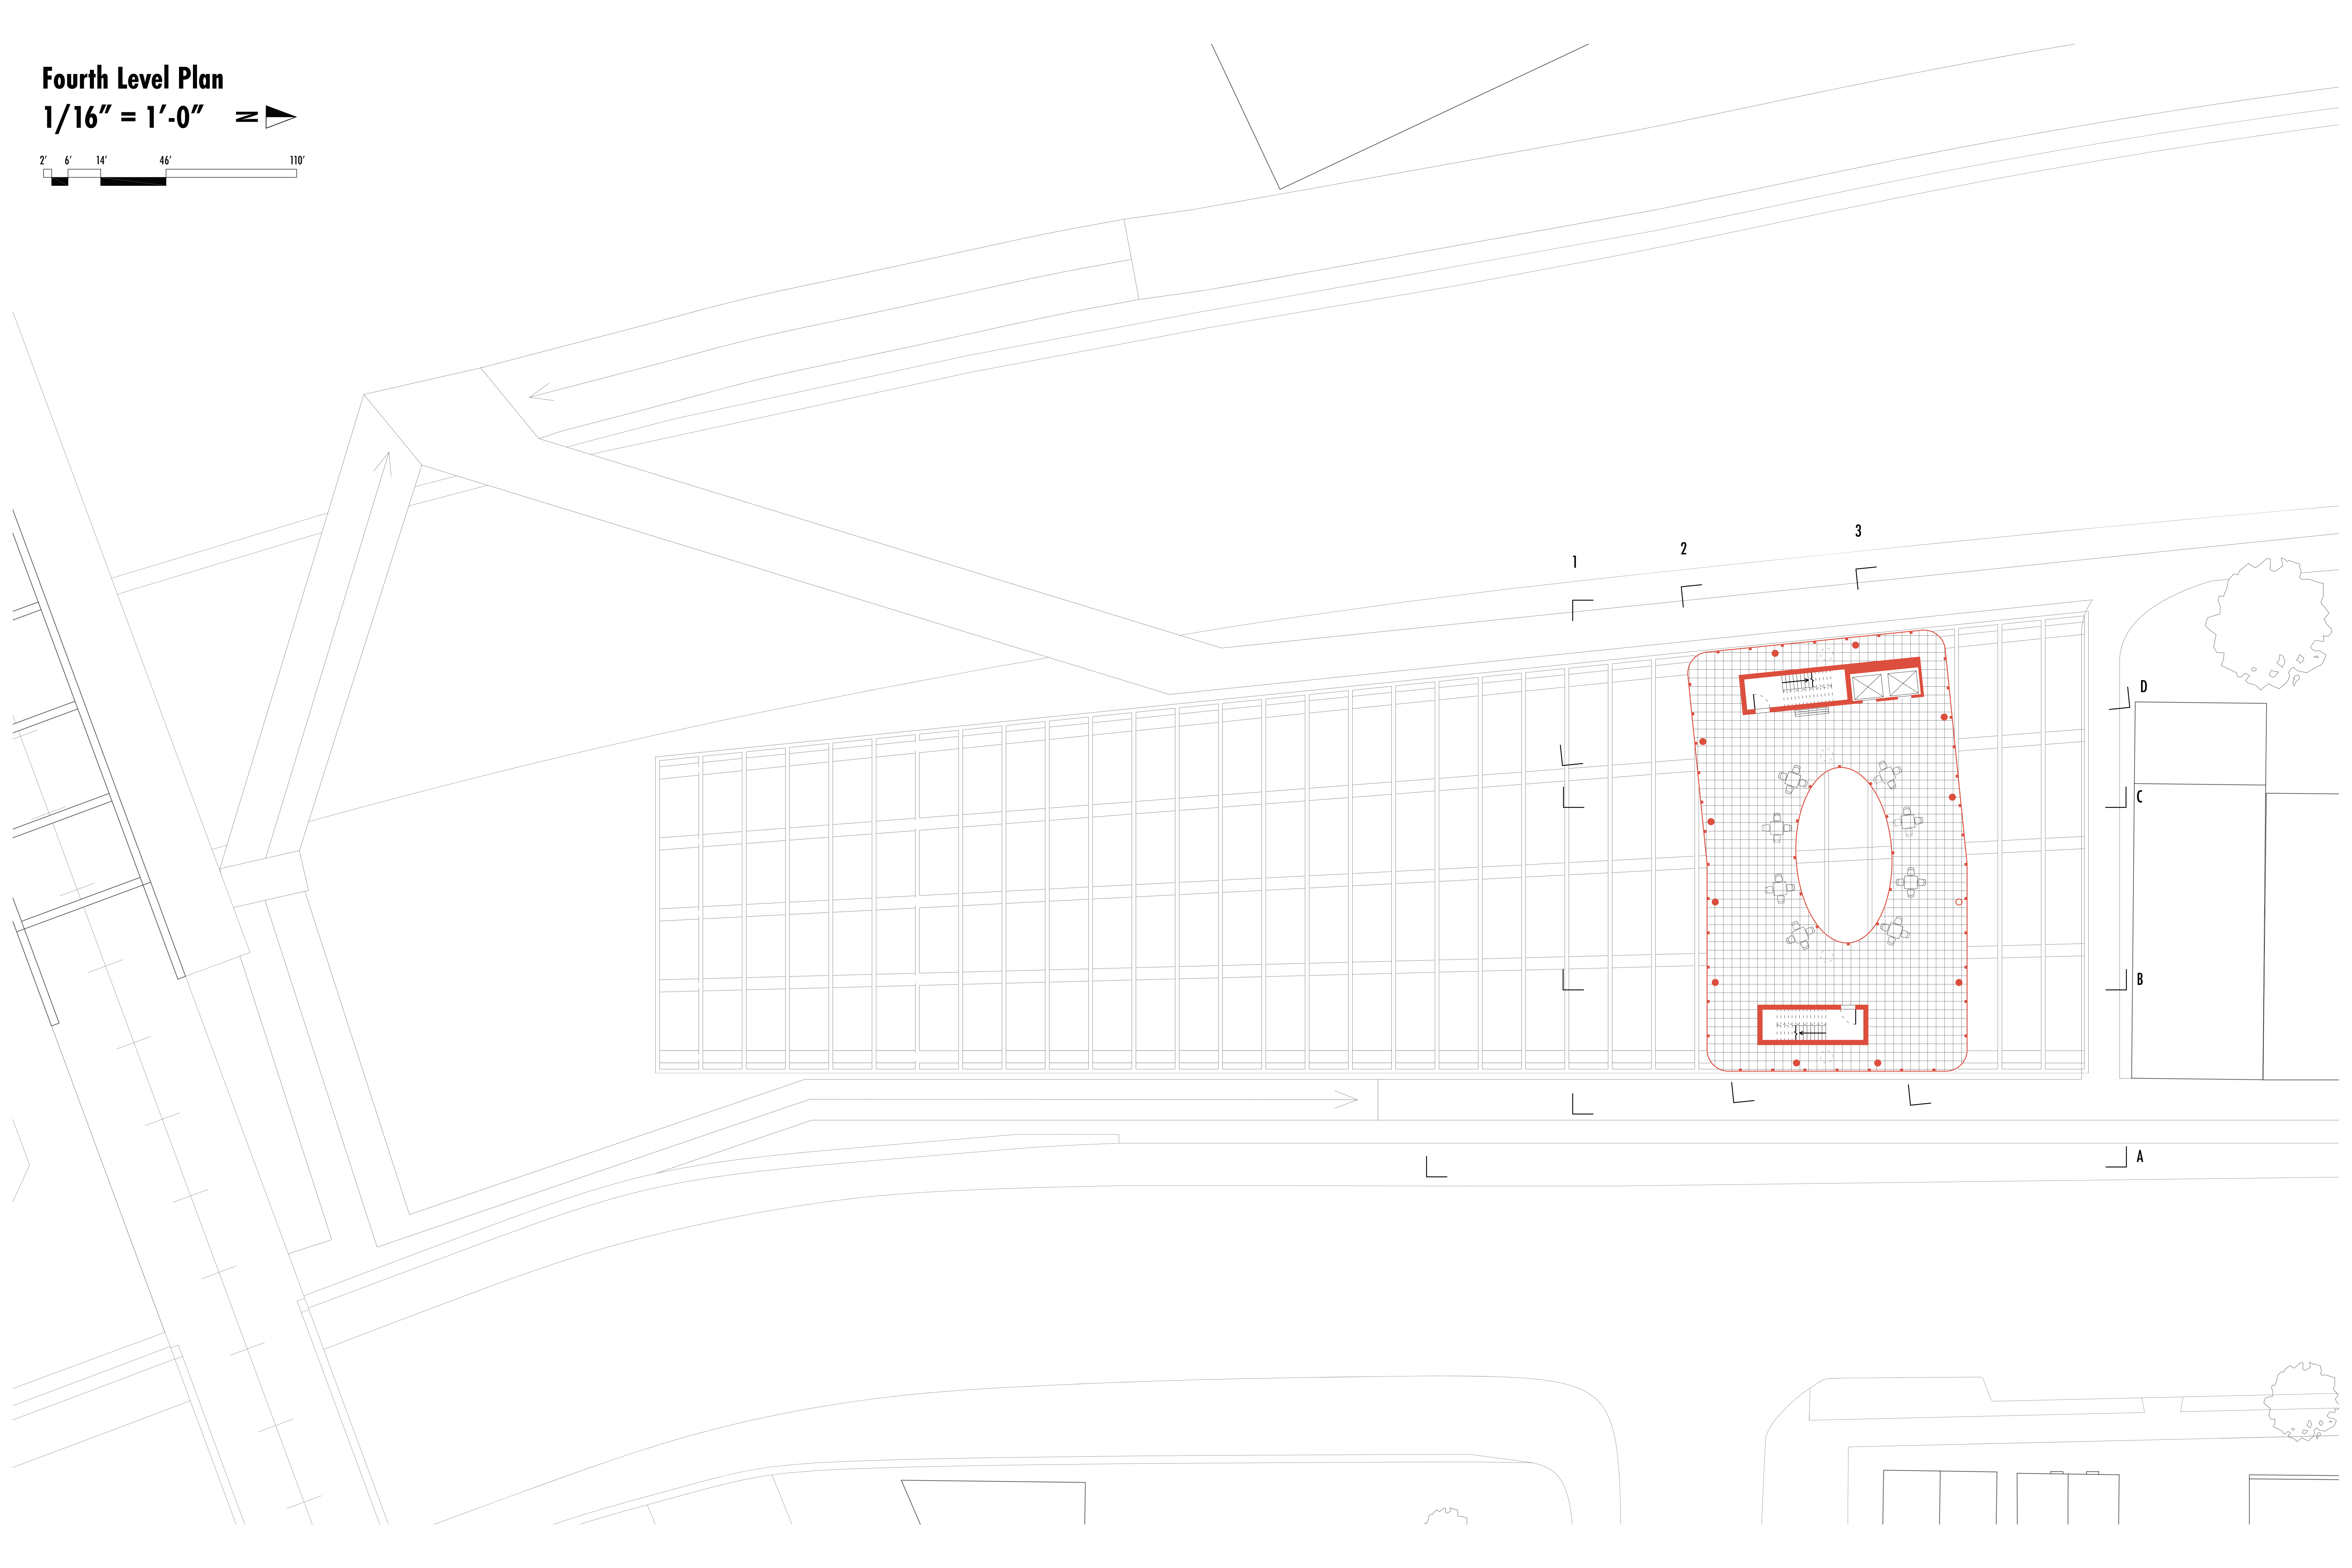 Fourth Level Plan
1/16” = 1’-0” N
2’ 6’ 14’ 46’ 110’
3
2
1
D
C
B
A